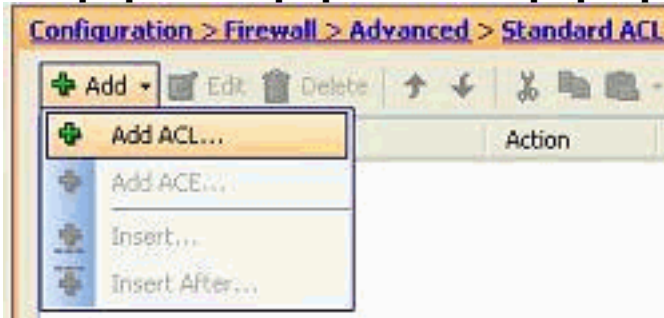 Configuration > Firewall > Advanced > Standard ACL
Add Edit Delete
Add ACL... Action
Add ACE...
Insert...
Insert After...